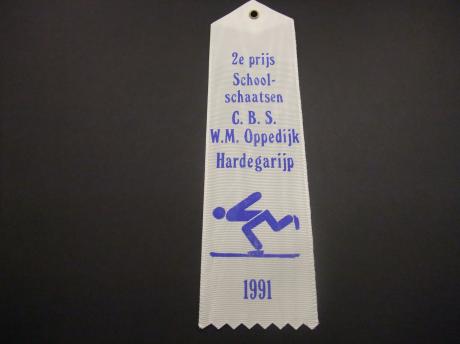 2e prijs
School-
schaatsen
C. B. S.
W.M. Oppedijk
Hardegarijp
1991